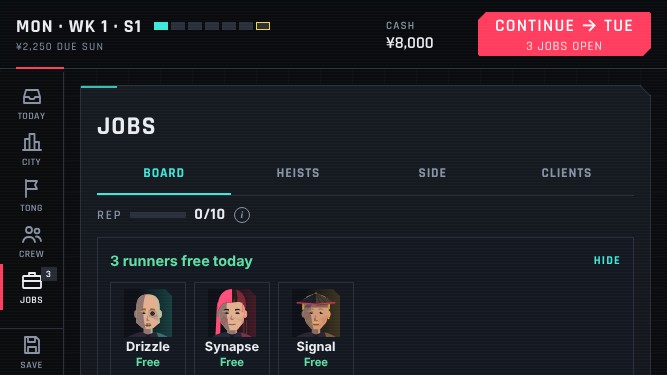 MON · WK 1 · S1
¥2,250 DUE SUN
CASH
¥8,000
CONTINUE → TUE
3 JOBS OPEN
TODAY
CITY
TONG
CREW
3
JOBS
SAVE
JOBS
BOARD
HEISTS
SIDE
CLIENTS
REP 0/10 i
3 runners free today
HIDE
Drizzle
Free
Synapse
Free
Signal
Free